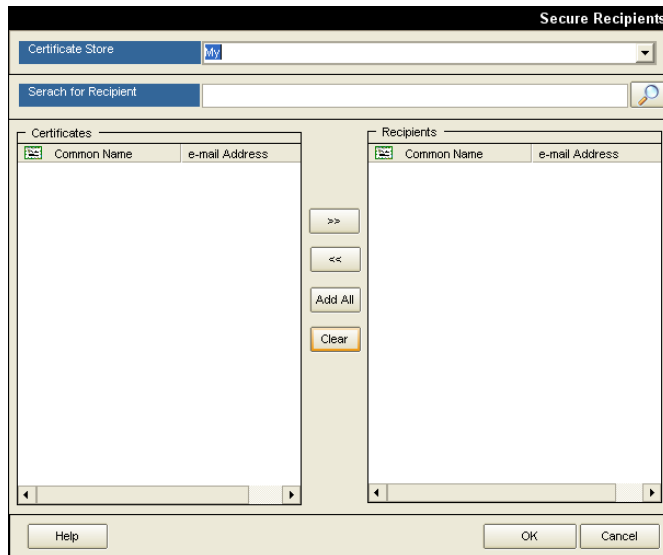 Secure Recipients
Certificate Store
My
Serach for Recipient
Certificates
Recipients
Common Name e-mail Address
Common Name e-mail Address
>>
<<
Add All
Clear
Help
OK
Cancel